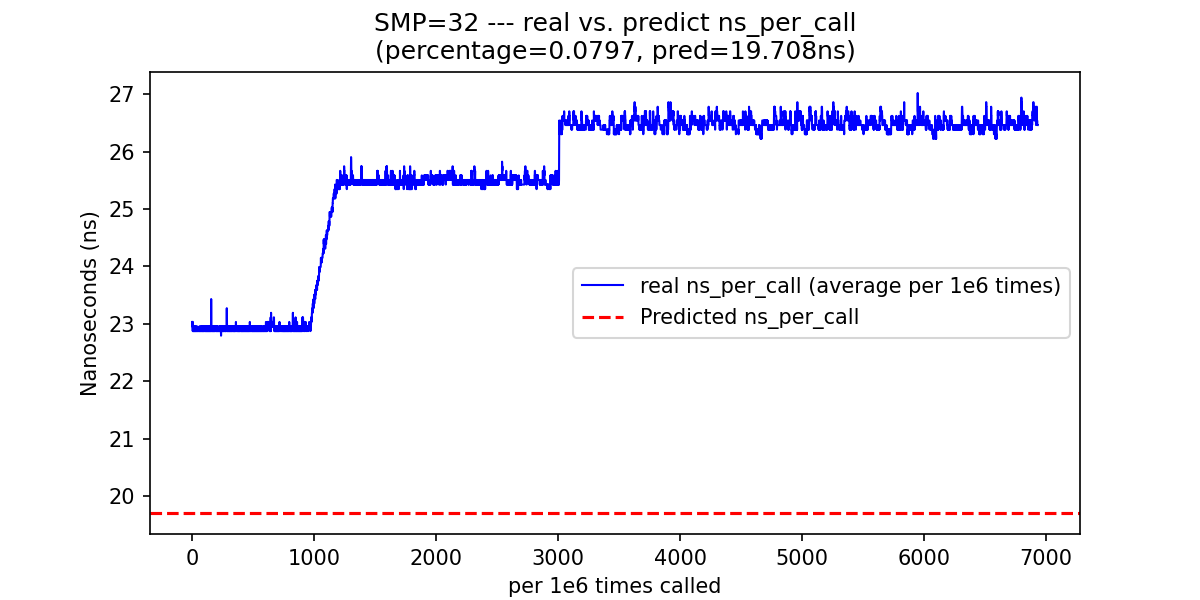 SMP=32 --- real vs. predict ns_per_call
(percentage=0.0797, pred=19.708ns)
27
26
25
24
23
22
21
20
Nanoseconds (ns)
real ns_per_call (average per 1e6 times)
Predicted ns_per_call
0 1000 2000 3000 4000 5000 6000 7000
per 1e6 times called